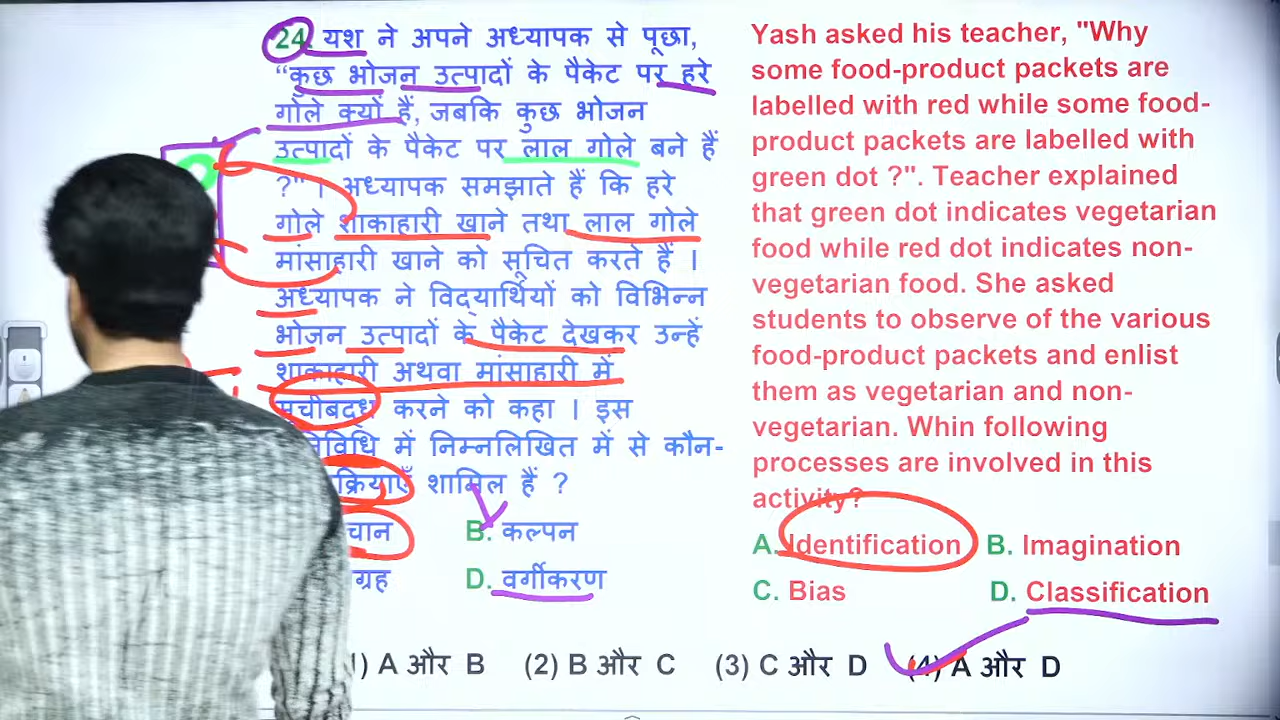 24. यश ने अपने अध्यापक से पूछा,
“कुछ भोजन उत्पादों के पैकेट पर हरे
गोले क्यों हैं, जबकि कुछ भोजन
उत्पादों के पैकेट पर लाल गोले बने हैं
?" । अध्यापक समझाते हैं कि हरे
गोले शाकाहारी खाने तथा लाल गोले
मांसाहारी खाने को सूचित करते हैं ।
अध्यापक ने विद्यार्थियों को विभिन्न
भोजन उत्पादों के पैकेट देखकर उन्हें
शाकाहारी अथवा मांसाहारी में
सूचीबद्ध करने को कहा । इस
में निम्नलिखित में से कौन-
शामिल हैं ?
B. कल्पन
D. वर्गीकरण
Yash asked his teacher, "Why
some food-product packets are
labelled with red while some food-
product packets are labelled with
green dot ?". Teacher explained
that green dot indicates vegetarian
food while red dot indicates non-
vegetarian food. She asked
students to observe of the various
food-product packets and enlist
them as vegetarian and non-
vegetarian. Whin following
processes are involved in this
activity?
A. Identification B. Imagination
C. Bias D. Classification
) A और B (2) B और C (3) C और D (4) A और D